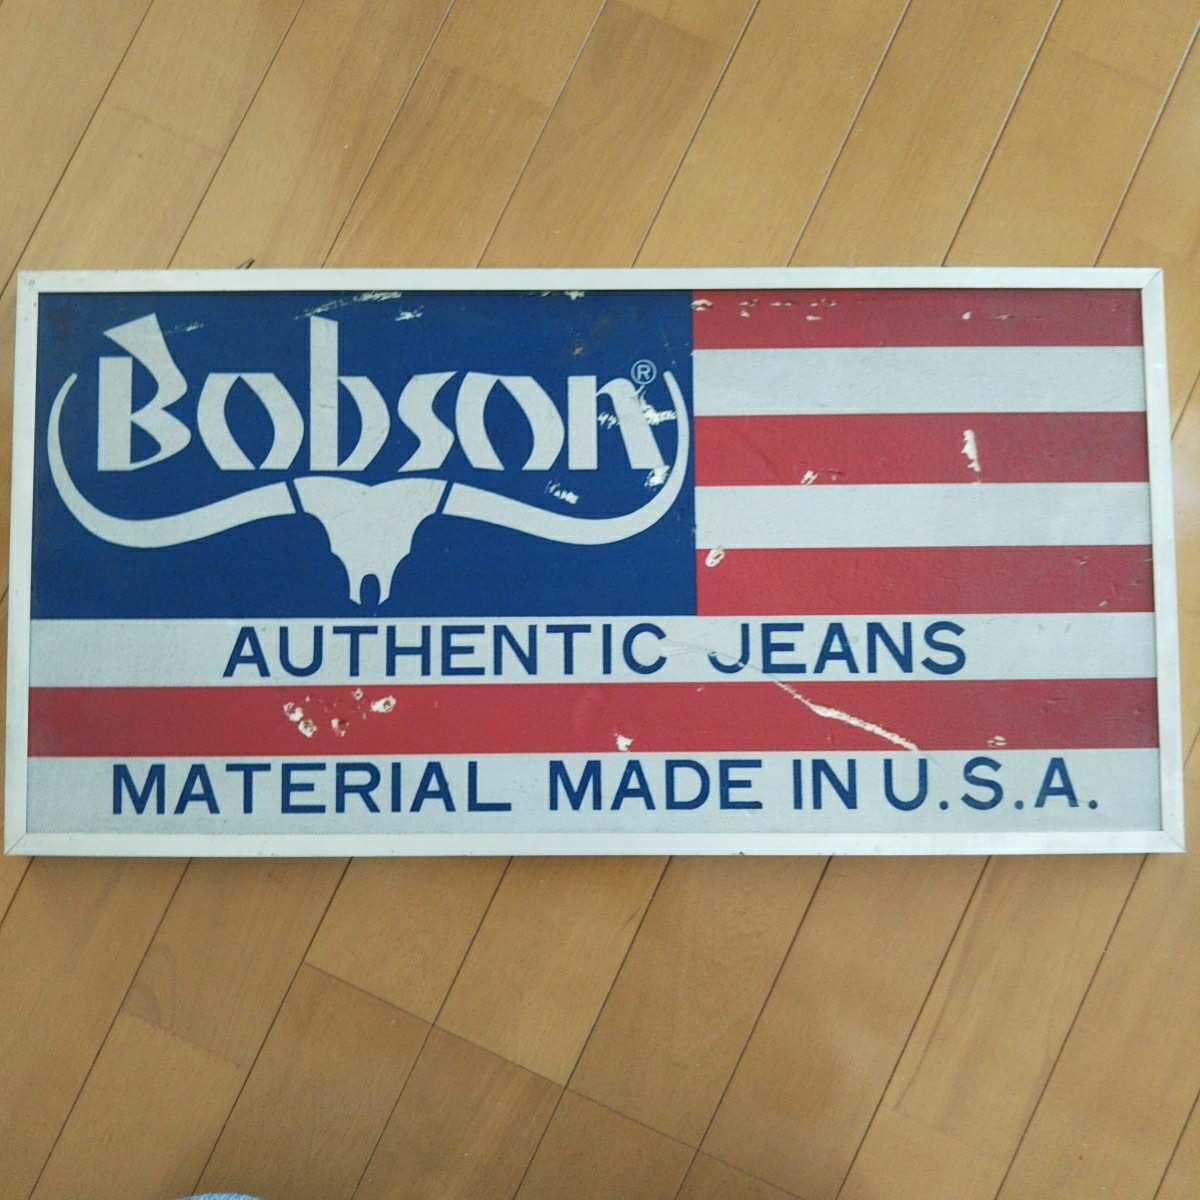 Bobson®
AUTHENTIC JEANS
MATERIAL MADE IN U.S.A.